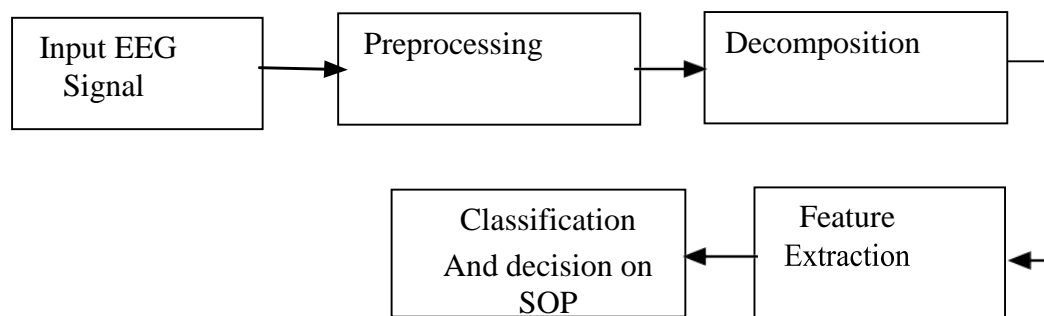 Input EEG
Signal
Preprocessing
Decomposition
Classification
And decision on
SOP
Feature
Extraction